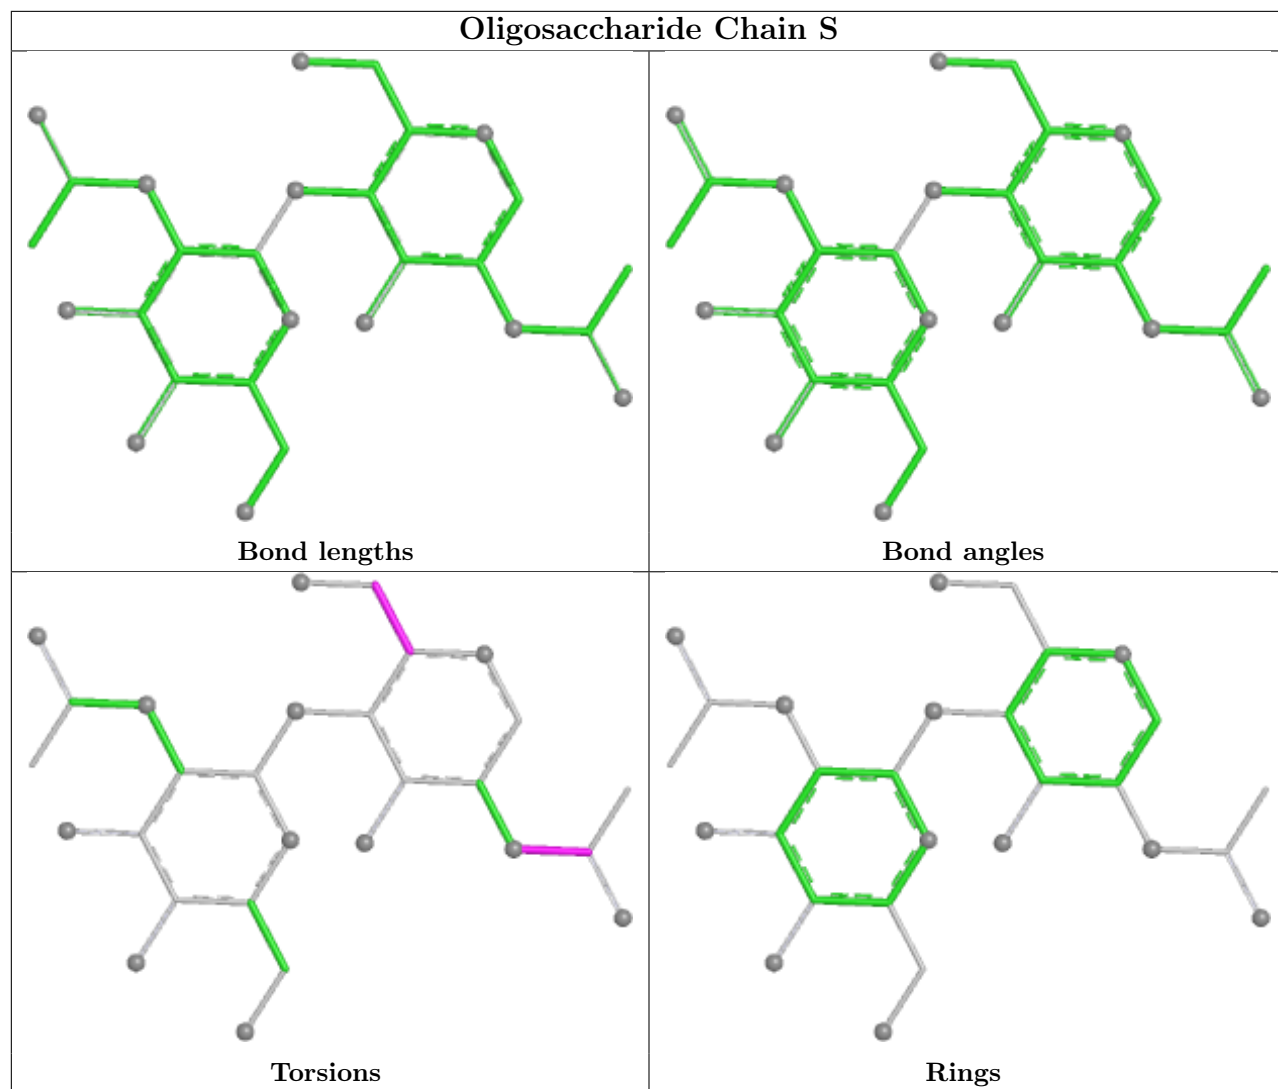 Oligosaccharide Chain S
Bond lengths
Bond angles
Torsions
Rings